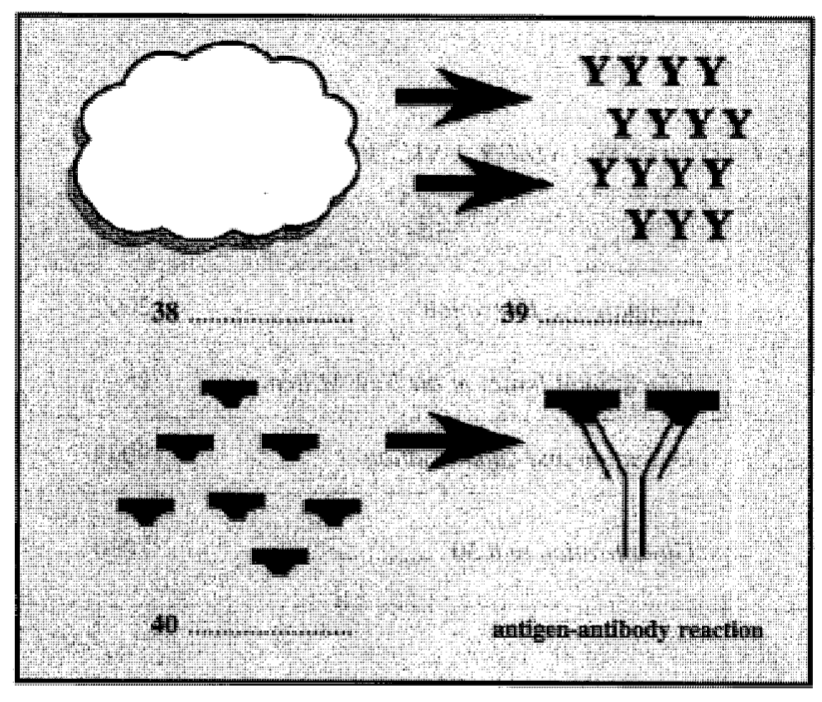 Y Y Y Y
Y Y Y Y
Y Y Y Y
Y Y Y
38 ........................
39 ........................
40 ........................
antigen-antibody reaction